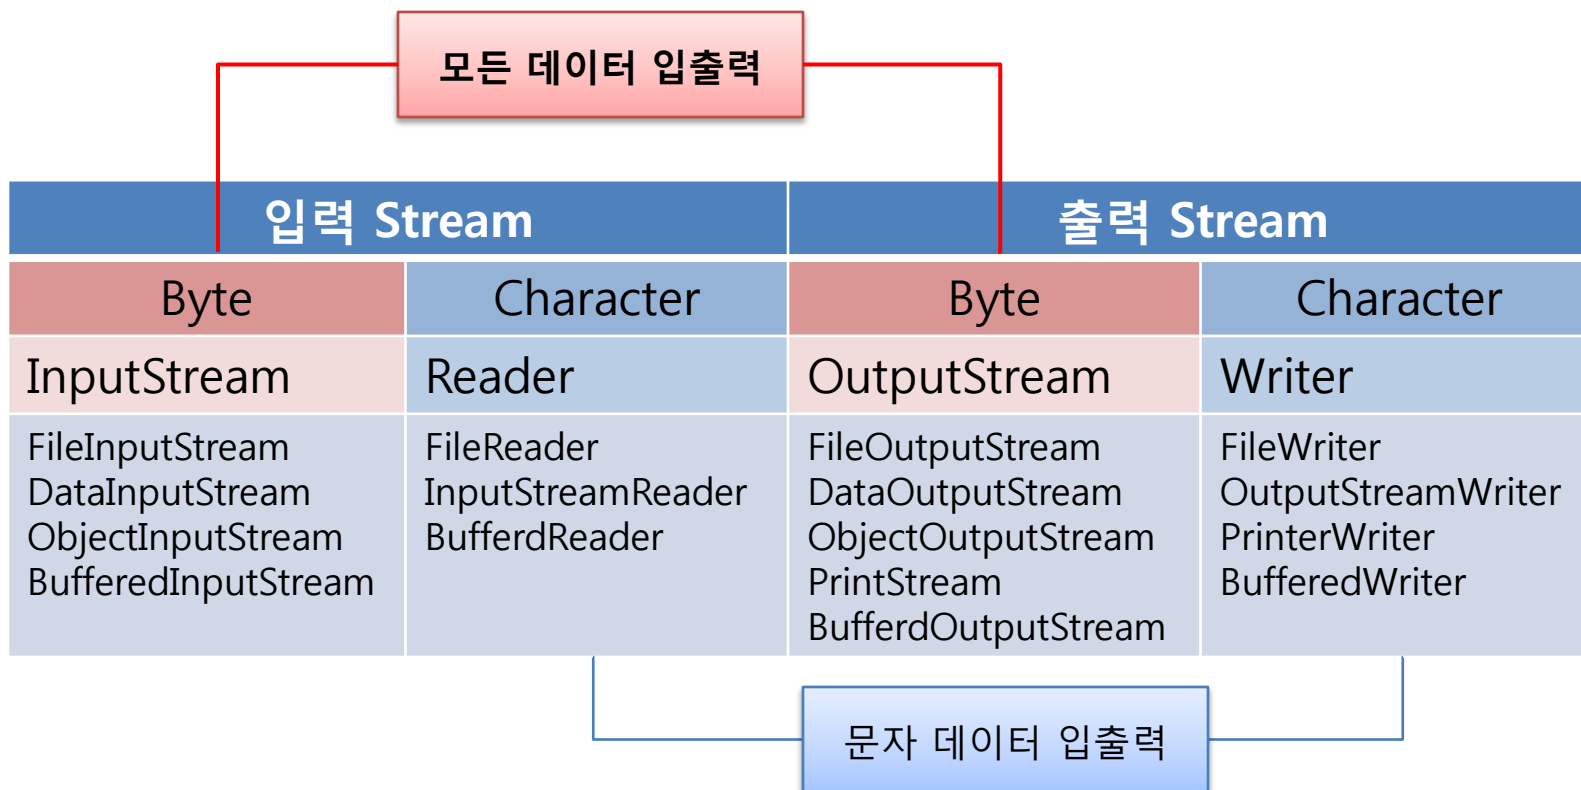 모든 데이터 입출력
입력 Stream
출력 Stream
Byte
Character
Byte
Character
InputStream
Reader
OutputStream
Writer
FileInputStream
DataInputStream
ObjectInputStream
BufferedInputStream
FileReader
InputStreamReader
BufferdReader
FileOutputStream
DataOutputStream
ObjectOutputStream
PrintStream
BufferdOutputStream
FileWriter
OutputStreamWriter
PrinterWriter
BufferedWriter
문자 데이터 입출력